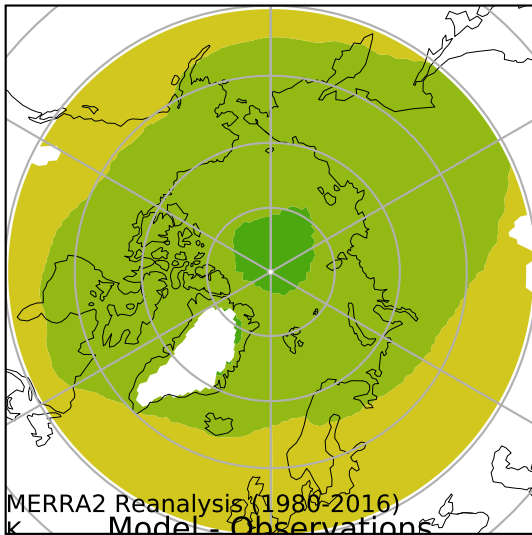 MERRA2 Reanalysis (1980-2016)
K
Model - Observations